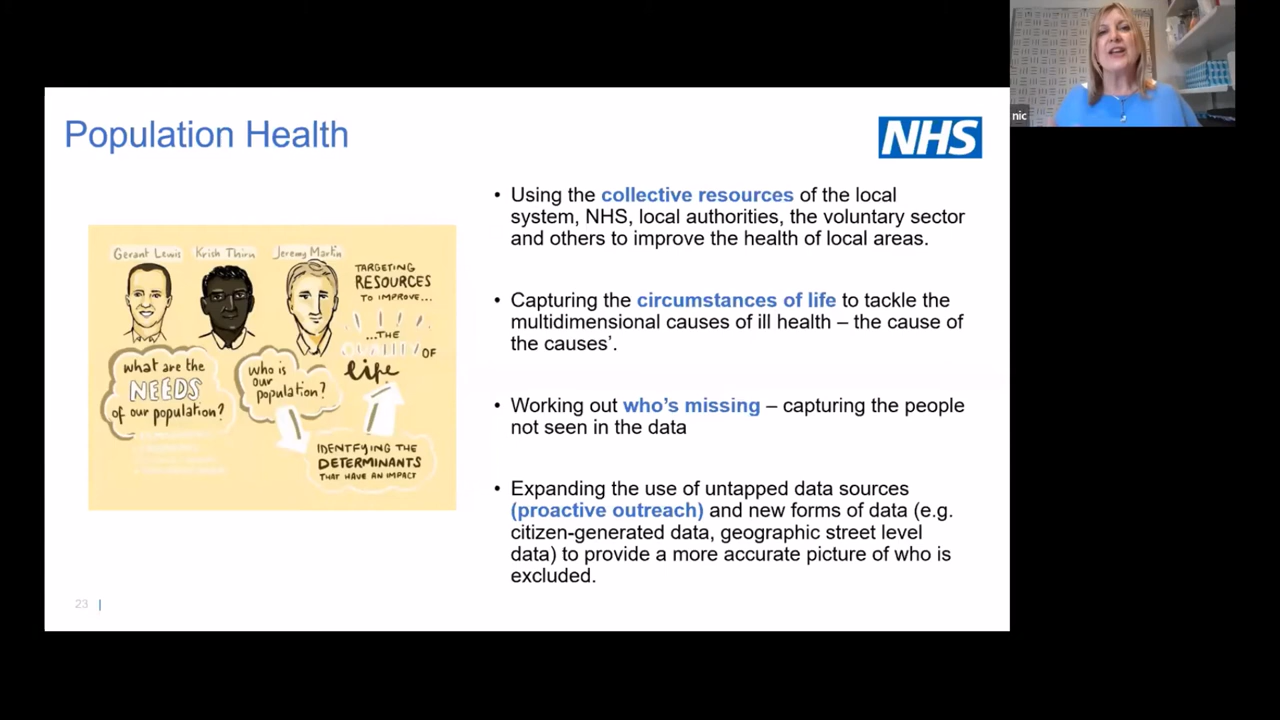 Population Health
NHS
nic
Gerant Lewis
Krish Thiru
Jeremy Martin
TARGETING
RESOURCES
TO IMPROVE...
...THE
OF
life
what are the
NEEDS
of our population?
who is
our
population?
IDENTFYING THE
DETERMINANTS
THAT HAVE AN IMPACT
• Using the collective resources of the local
system, NHS, local authorities, the voluntary sector
and others to improve the health of local areas.
• Capturing the circumstances of life to tackle the
multidimensional causes of ill health – the cause of
the causes’.
• Working out who’s missing – capturing the people
not seen in the data
• Expanding the use of untapped data sources
(proactive outreach) and new forms of data (e.g.
citizen-generated data, geographic street level
data) to provide a more accurate picture of who is
excluded.
23 |